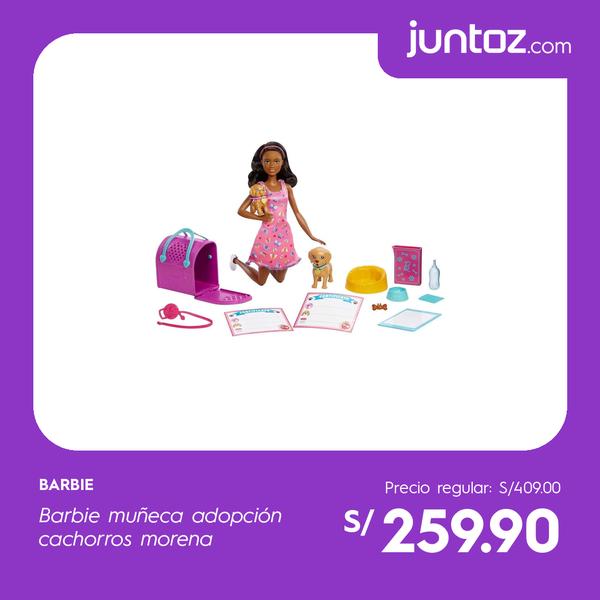 juntoz.com
BARBIE
Barbie muñeca adopción
cachorros morena
Precio regular: S/409.00
S/ 259.90